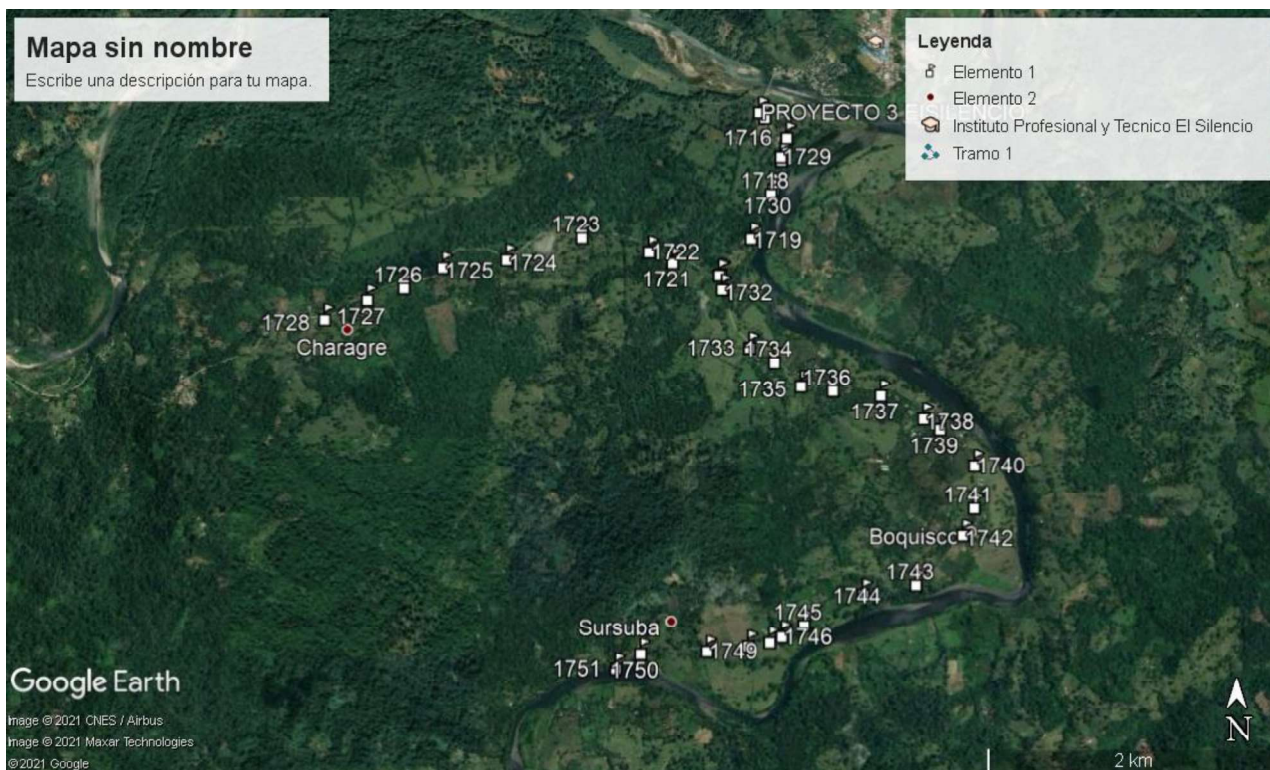 Mapa sin nombre
Escribe una descripción para tu mapa.
Leyenda
Elemento 1
Elemento 2
Instituto Profesional y Tecnico El Silencio
Tramo 1
PROYECTO 3 ElSILENCIO
1716
1729
1718
1730
1719
1723
1722
1724
1721
1725
1726
1732
1727
1728
Charagre
1733
1734
1735
1736
1737
1738
1739
1740
1741
Boquisco
1742
1743
1744
1745
Sursuba
1746
1749
1751
1750
Google Earth
Image © 2021 CNES / Airbus
Image © 2021 Maxar Technologies
© 2021 Google
N
2 km